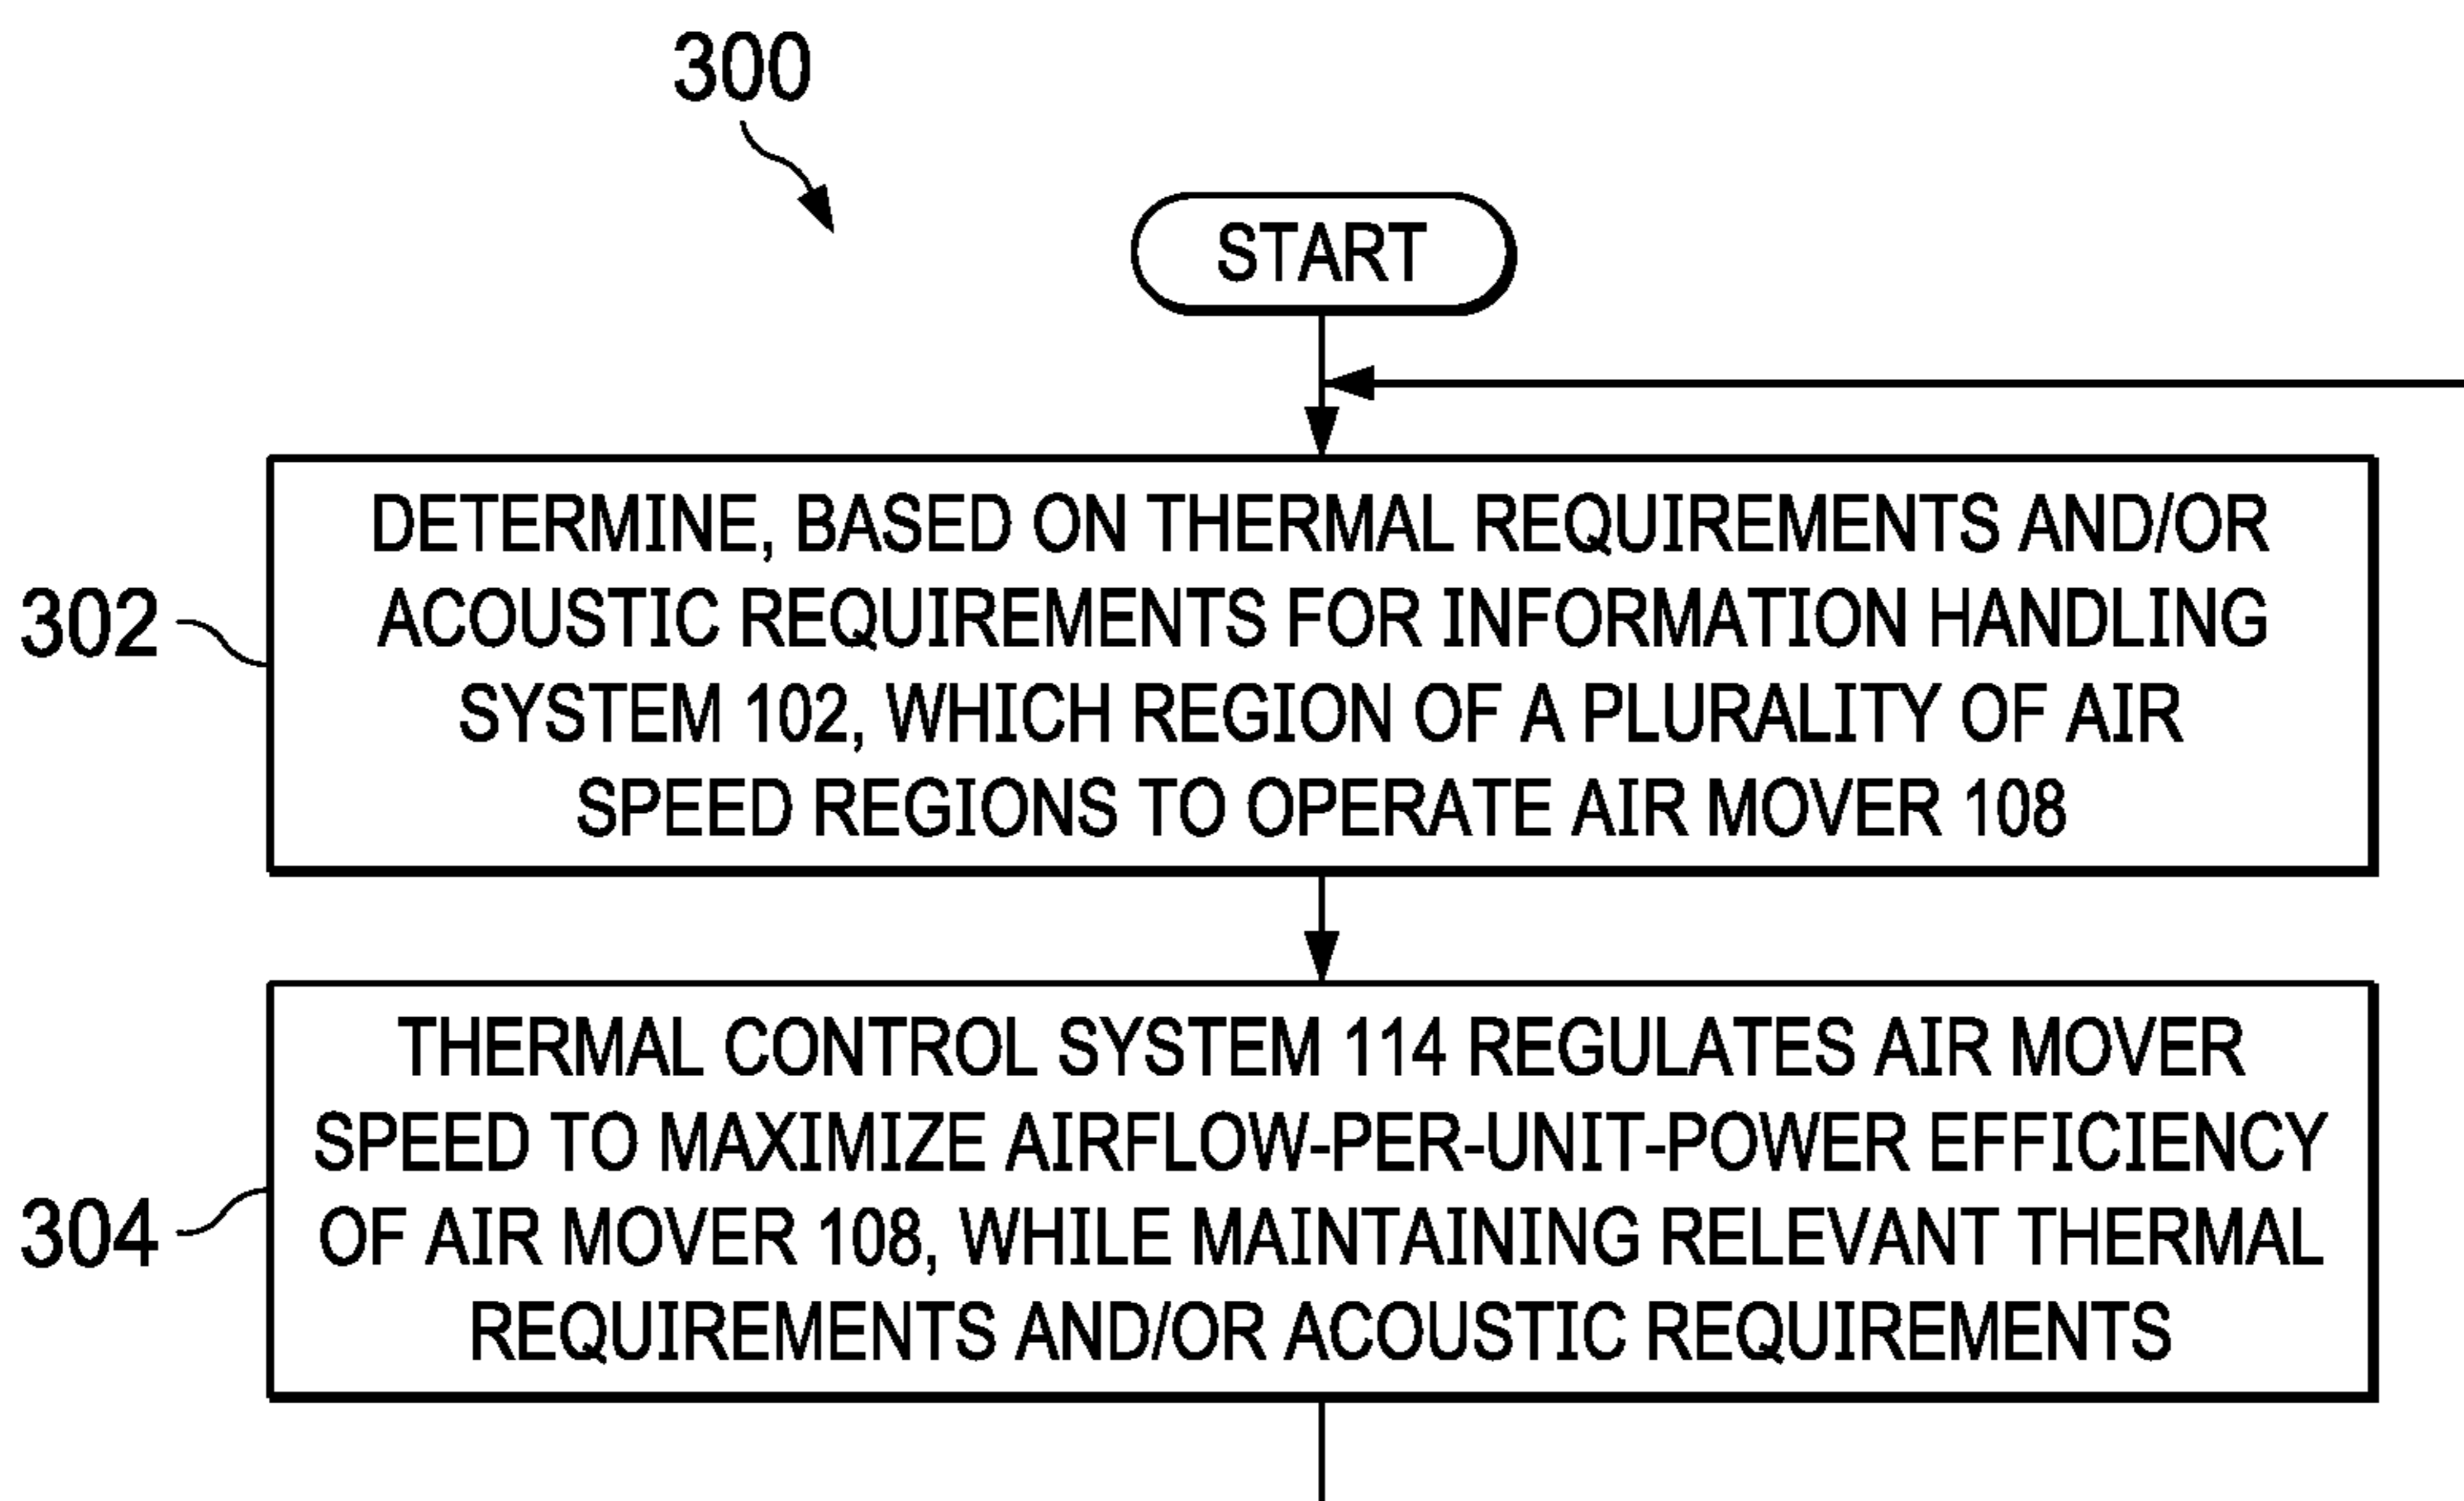 300
START
302
DETERMINE, BASED ON THERMAL REQUIREMENTS AND/OR
ACOUSTIC REQUIREMENTS FOR INFORMATION HANDLING
SYSTEM 102, WHICH REGION OF A PLURALITY OF AIR
SPEED REGIONS TO OPERATE AIR MOVER 108
304
THERMAL CONTROL SYSTEM 114 REGULATES AIR MOVER
SPEED TO MAXIMIZE AIRFLOW-PER-UNIT-POWER EFFICIENCY
OF AIR MOVER 108, WHILE MAINTAINING RELEVANT THERMAL
REQUIREMENTS AND/OR ACOUSTIC REQUIREMENTS